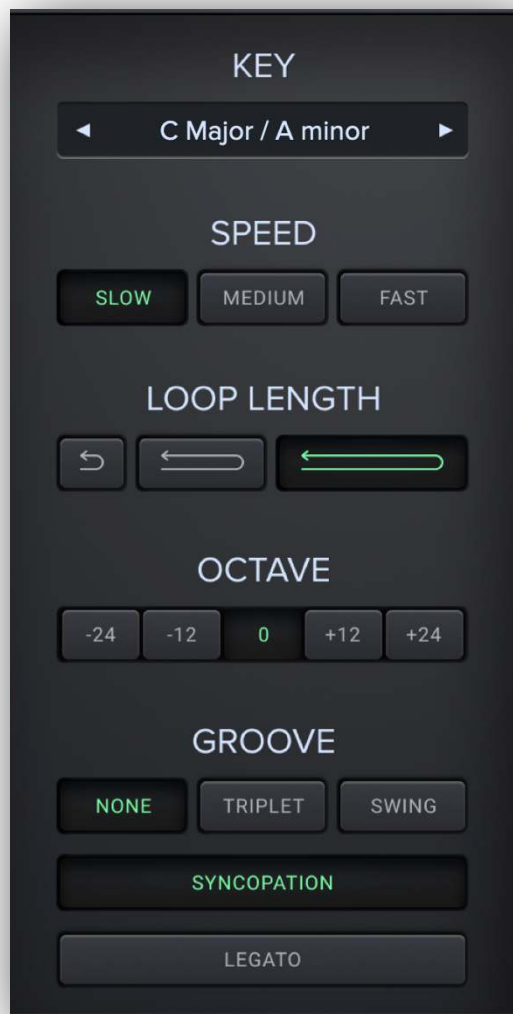 KEY
C Major / A minor
SPEED
SLOW MEDIUM FAST
LOOP LENGTH
OCTAVE
-24 -12 0 +12 +24
GROOVE
NONE TRIPLET SWING
SYNCOPATION
LEGATO